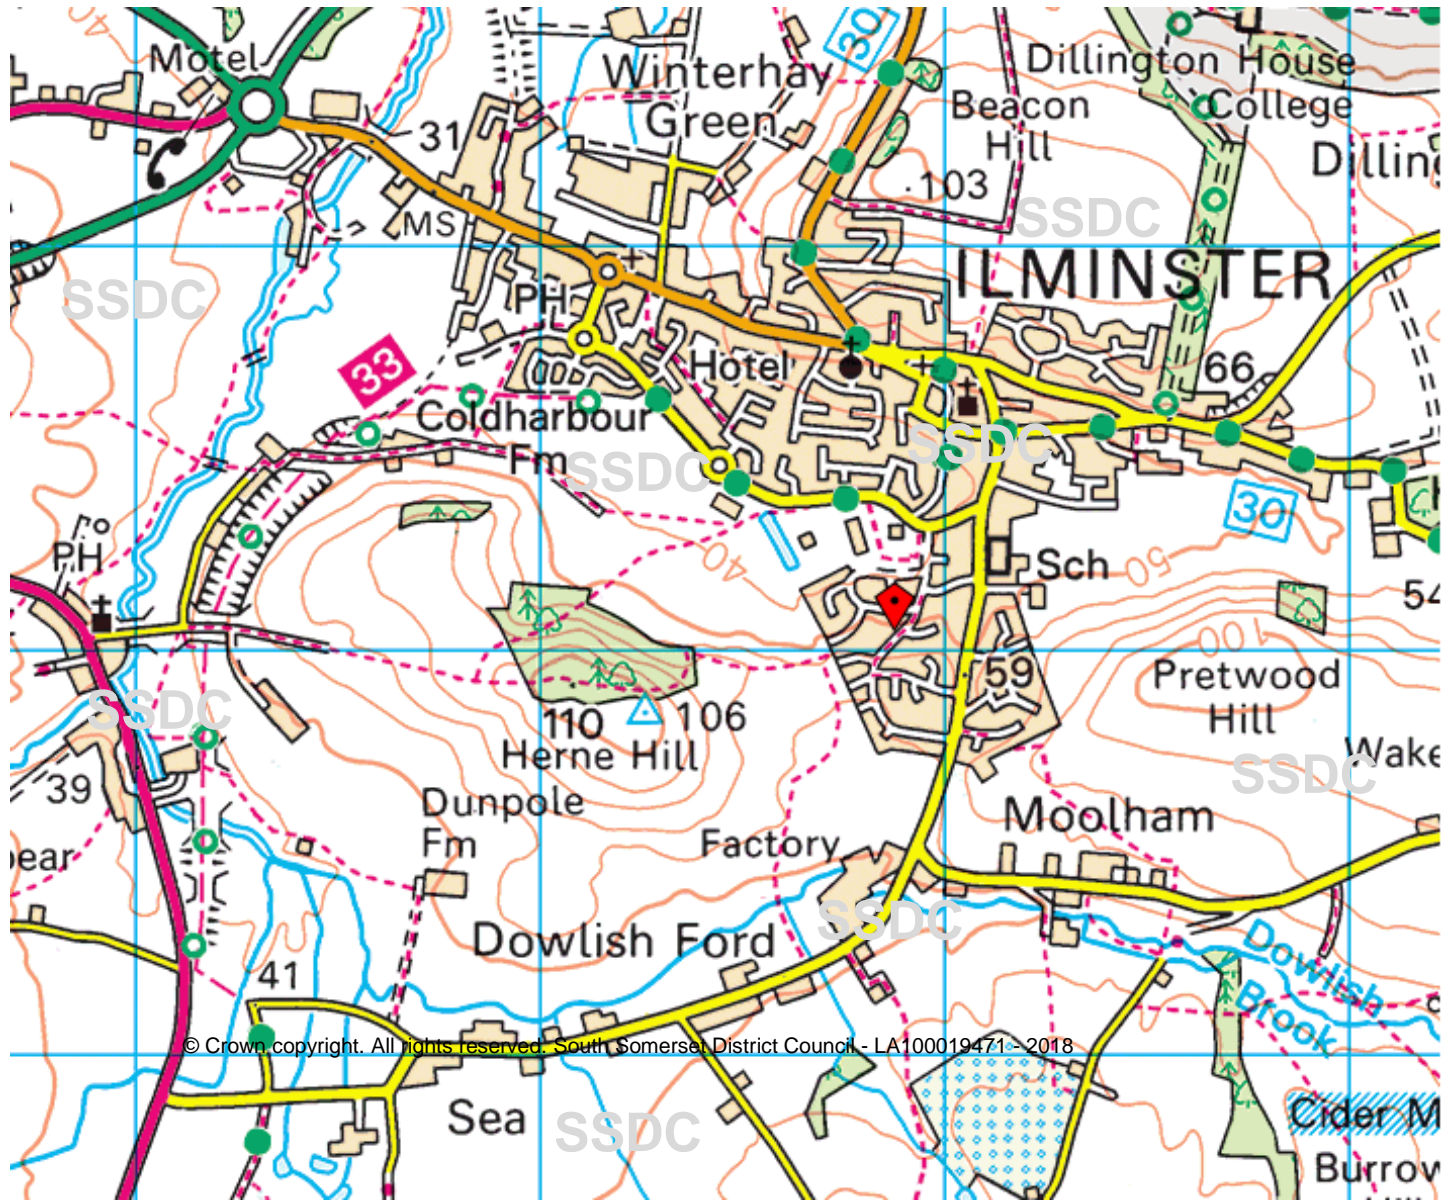 30
Motel
Winterhay
Green
Dillington House
College
Beacon
Hill
31
103
MS
SSDC
SSDC
ILMINSTER
PH
33
Hotel
66
Coldharbour
Fm
SSDC
SSDC
30
PH
40
Sch
50
54
100
59
Pretwood
Hill
SSDC
110
106
Herne Hill
39
SSDC
Dunpole
Fm
Factory
Moolham
SSDC
Dowlish Ford
Dowlish
Brook
41
© Crown copyright. All rights reserved. South Somerset District Council - LA100019471 - 2018
Sea
SSDC
Cider M